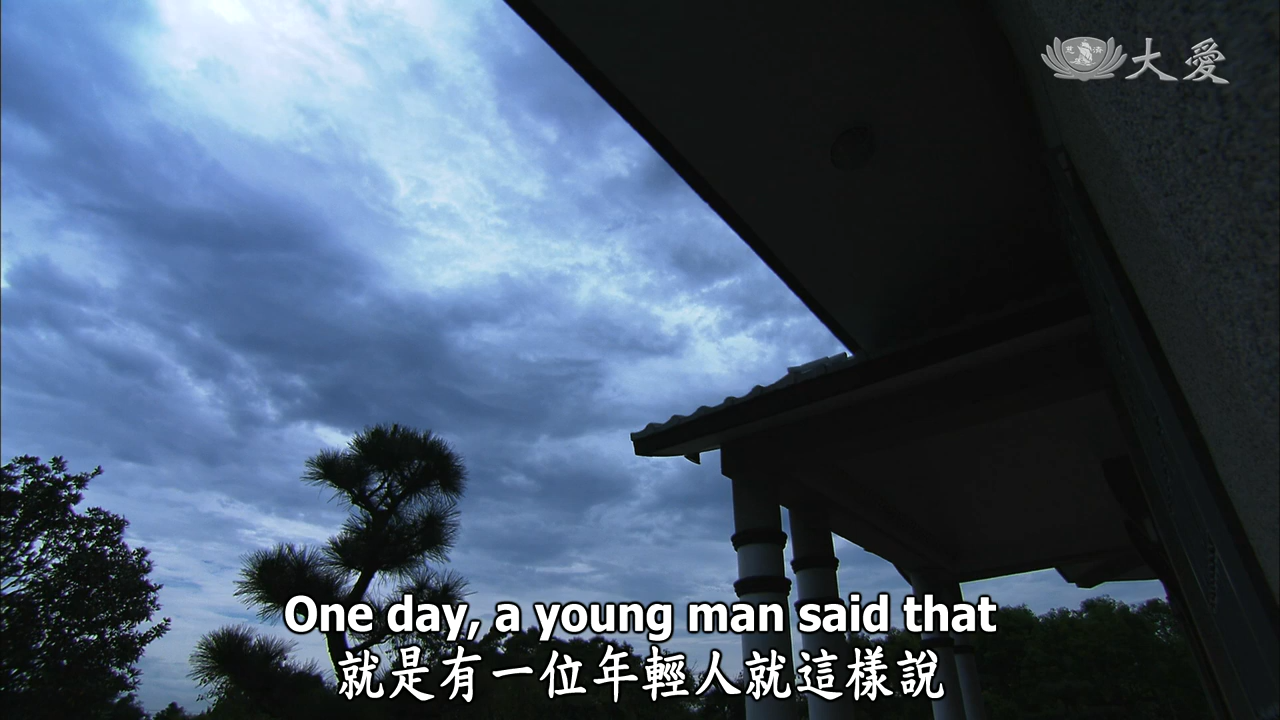 大愛
One day, a young man said that
就是有一位年輕人就這樣說